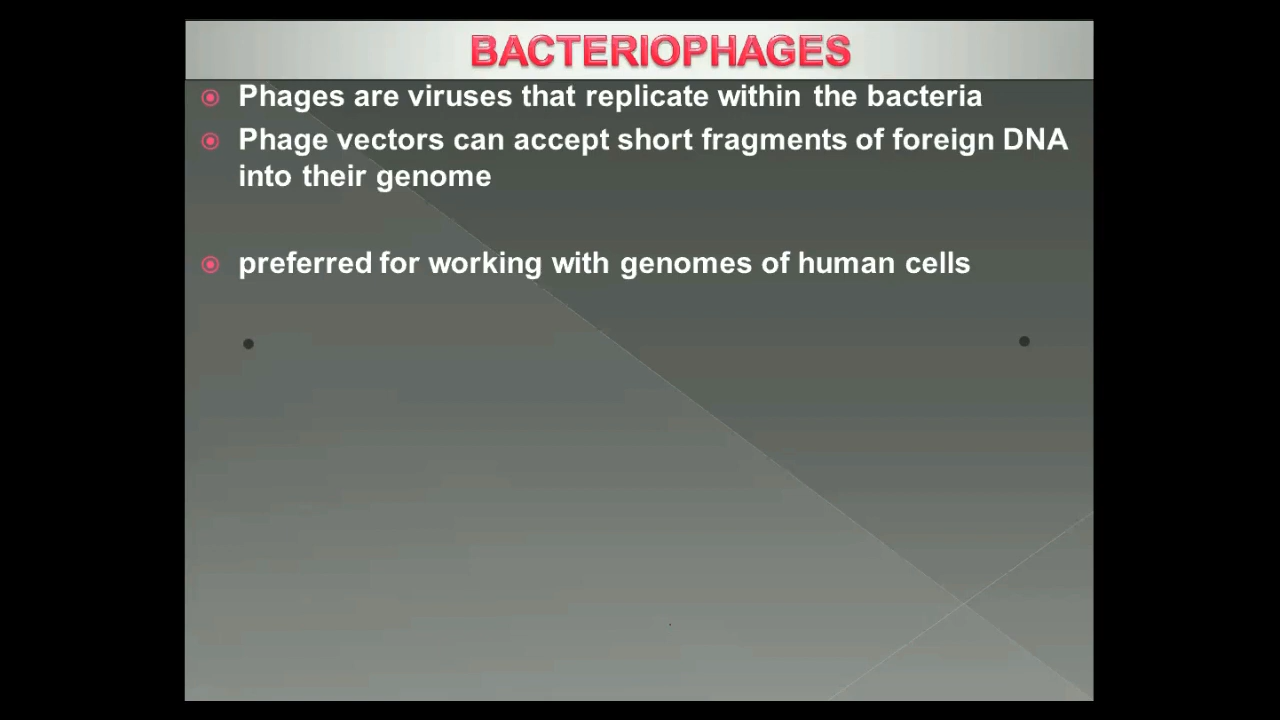 BACTERIOPHAGES
Phages are viruses that replicate within the bacteria
Phage vectors can accept short fragments of foreign DNA
into their genome
preferred for working with genomes of human cells